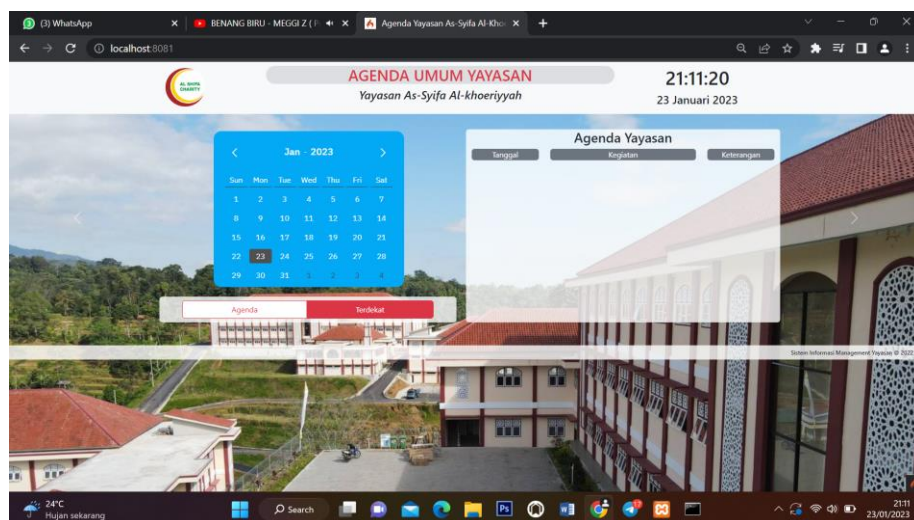 (3) WhatsApp
BENANG BIRU - MEGGI Z (
Agenda Yayasan As-Syifa Al-Kho
localhost:8081
AL SHIFA
CHARITY
AGENDA UMUM YAYASAN
Yayasan As-Syifa Al-khoeriyyah
21:11:20
23 Januari 2023
Jan - 2023
Sun Mon Tue Wed Thu Fri Sat
1 2 3 4 5 6 7
8 9 10 11 12 13 14
15 16 17 18 19 20 21
22 23 24 25 26 27 28
29 30 31 1 2 3 4
Agenda Terdekat
Agenda Yayasan
Tanggal Kegiatan Keterangan
Sistem Informasi Management Yayasan © 2022
24°C
Hujan sekarang
Search
21:11
23/01/2023